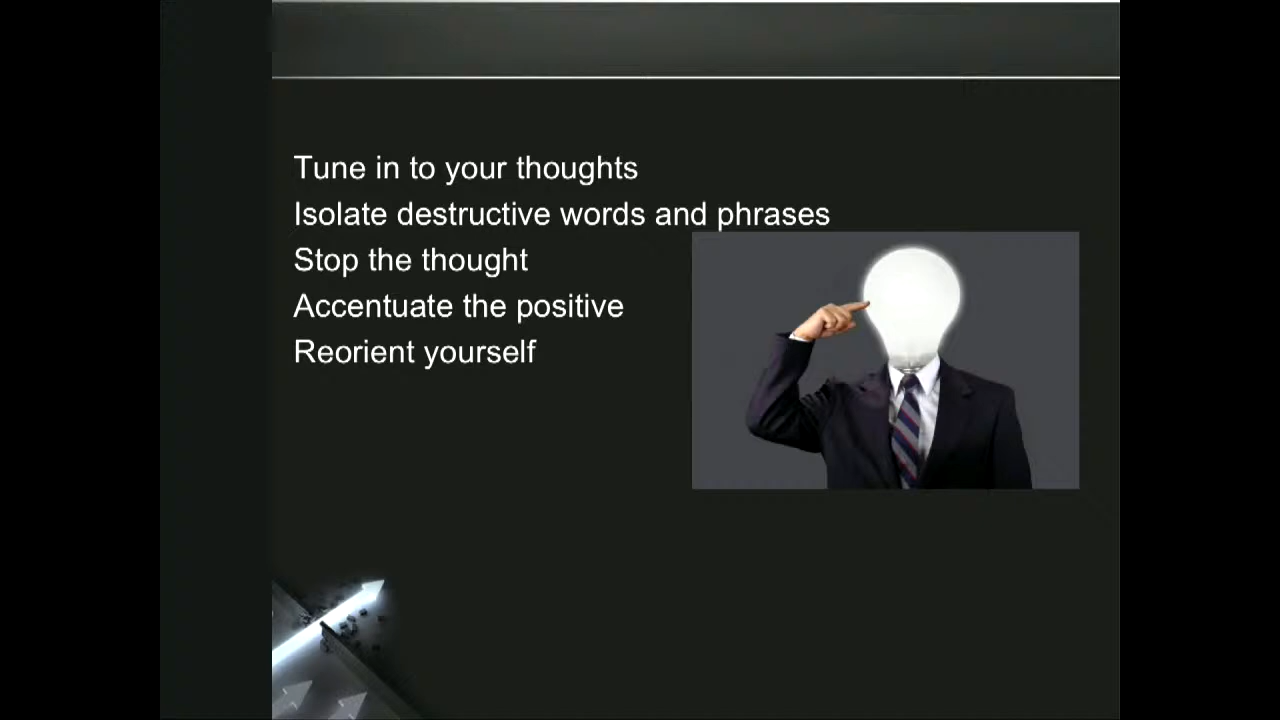 Tune in to your thoughts
Isolate destructive words and phrases
Stop the thought
Accentuate the positive
Reorient yourself